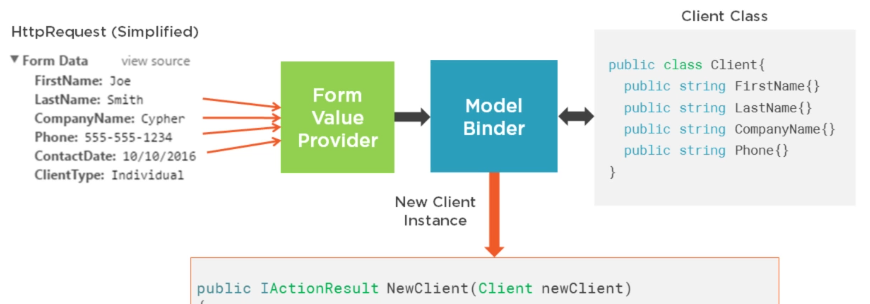 HttpRequest (Simplified)
▼ Form Data view source
FirstName: Joe
LastName: Smith
CompanyName: Cypher
Phone: 555-555-1234
ContactDate: 10/10/2016
ClientType: Individual
Form
Value
Provider
Model
Binder
Client Class
public class Client{
public string FirstName{}
public string LastName{}
public string CompanyName{}
public string Phone{}
}
New Client
Instance
public IActionResult NewClient(Client newClient)
{